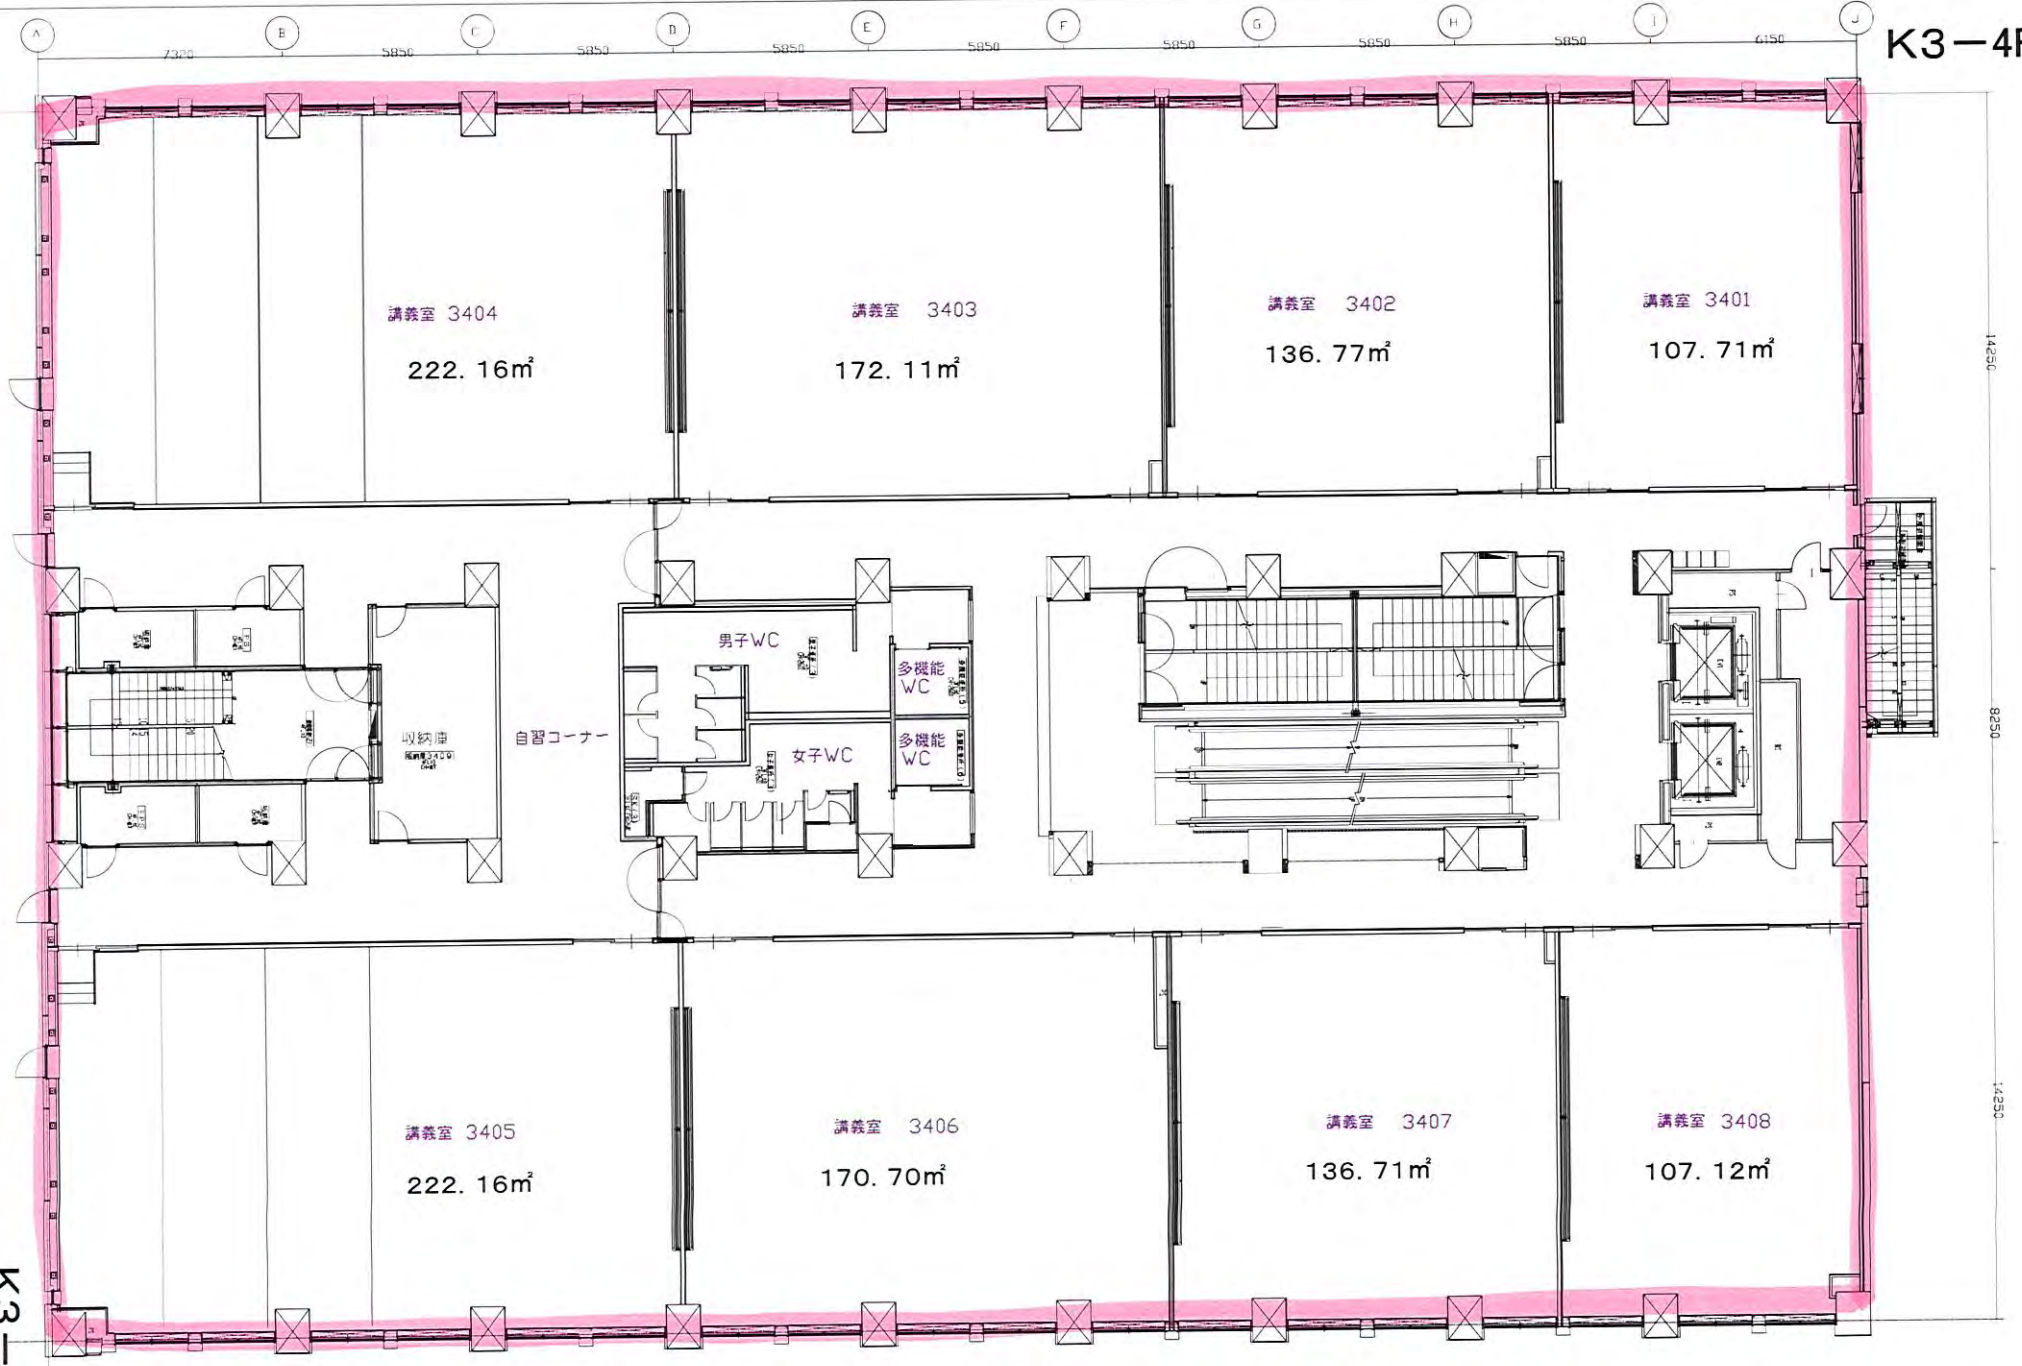 A B C D E F G H I J
7320 5850 5850 5850 5850 5850 5850 5850 6150
K3-4F
講義室 3404
222. 16㎡
講義室 3403
172. 11㎡
講義室 3402
136. 77㎡
講義室 3401
107. 71㎡
14250
男子WC
多機能
WC
収納庫
自習コーナー
女子WC
多機能
WC
8250
講義室 3405
222. 16㎡
講義室 3406
170. 70㎡
講義室 3407
136. 71㎡
講義室 3408
107. 12㎡
14250
K3-